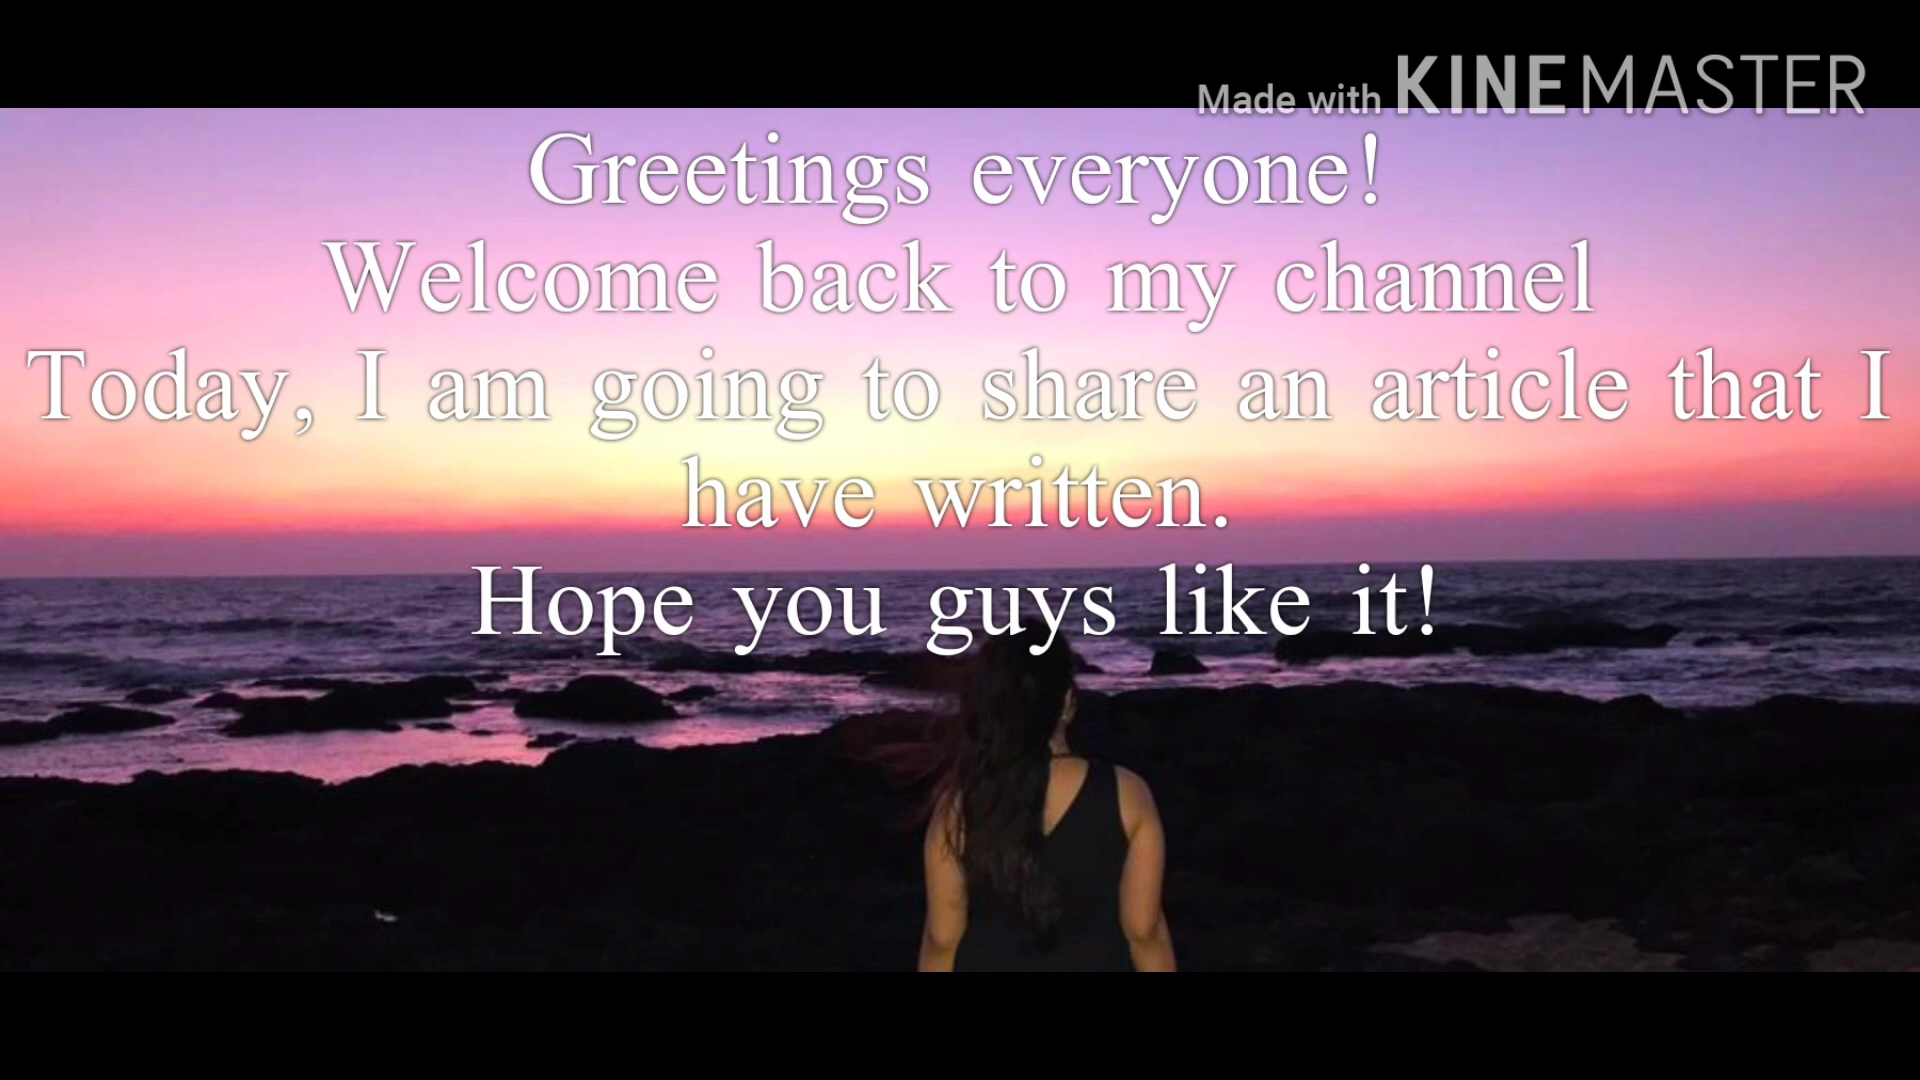 Made with KINEMASTER
Greetings everyone!
Welcome back to my channel
Today, I am going to share an article that I
have written.
Hope you guys like it!